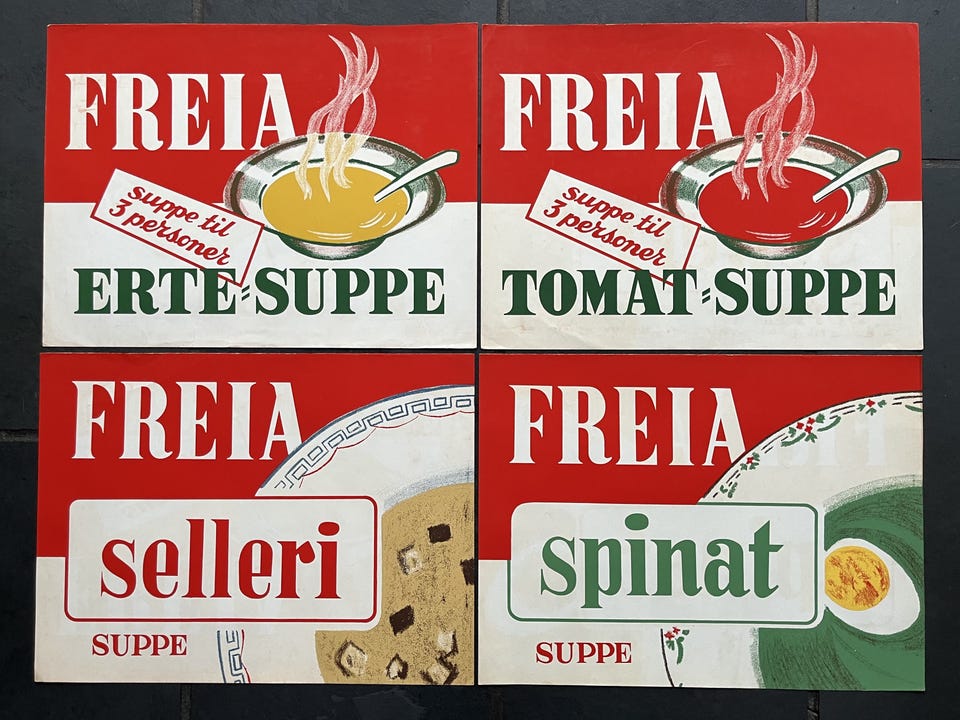 FREIA
suppe til
3 personer
ERTE-SUPPE
FREIA
suppe til
3 personer
TOMAT-SUPPE
FREIA
selleri
SUPPE
FREIA
spinat
SUPPE